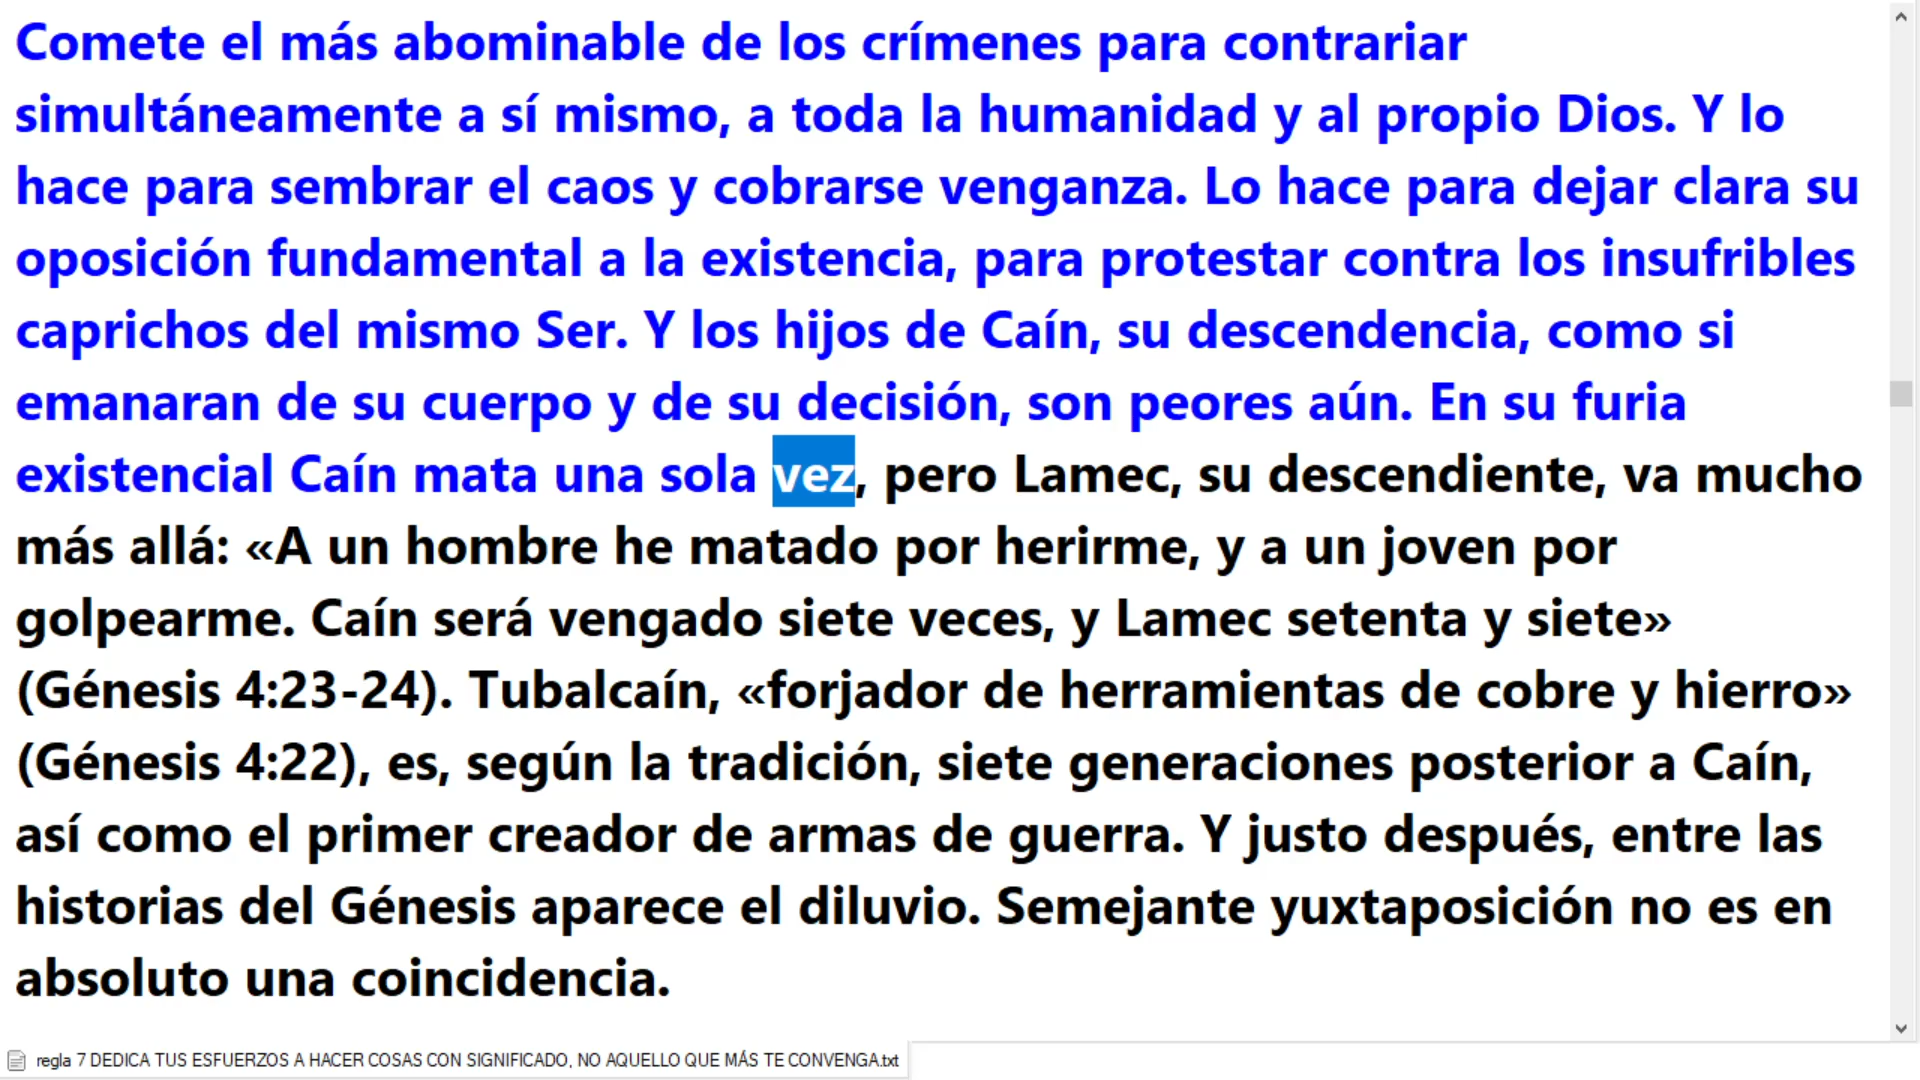 Comete el más abominable de los crímenes para contrariar
simultáneamente a sí mismo, a toda la humanidad y al propio Dios. Y lo
hace para sembrar el caos y cobrarse venganza. Lo hace para dejar clara su
oposición fundamental a la existencia, para protestar contra los insufribles
caprichos del mismo Ser. Y los hijos de Caín, su descendencia, como si
emanaran de su cuerpo y de su decisión, son peores aún. En su furia
existencial Caín mata una sola vez, pero Lamec, su descendiente, va mucho
más allá: «A un hombre he matado por herirme, y a un joven por
golpearme. Caín será vengado siete veces, y Lamec setenta y siete»
(Génesis 4:23-24). Tubalcaín, «forjador de herramientas de cobre y hierro»
(Génesis 4:22), es, según la tradición, siete generaciones posterior a Caín,
así como el primer creador de armas de guerra. Y justo después, entre las
historias del Génesis aparece el diluvio. Semejante yuxtaposición no es en
absoluto una coincidencia.
regla 7 DEDICA TUS ESFUERZOS A HACER COSAS CON SIGNIFICADO, NO AQUELLO QUE MÁS TE CONVENGA.txt